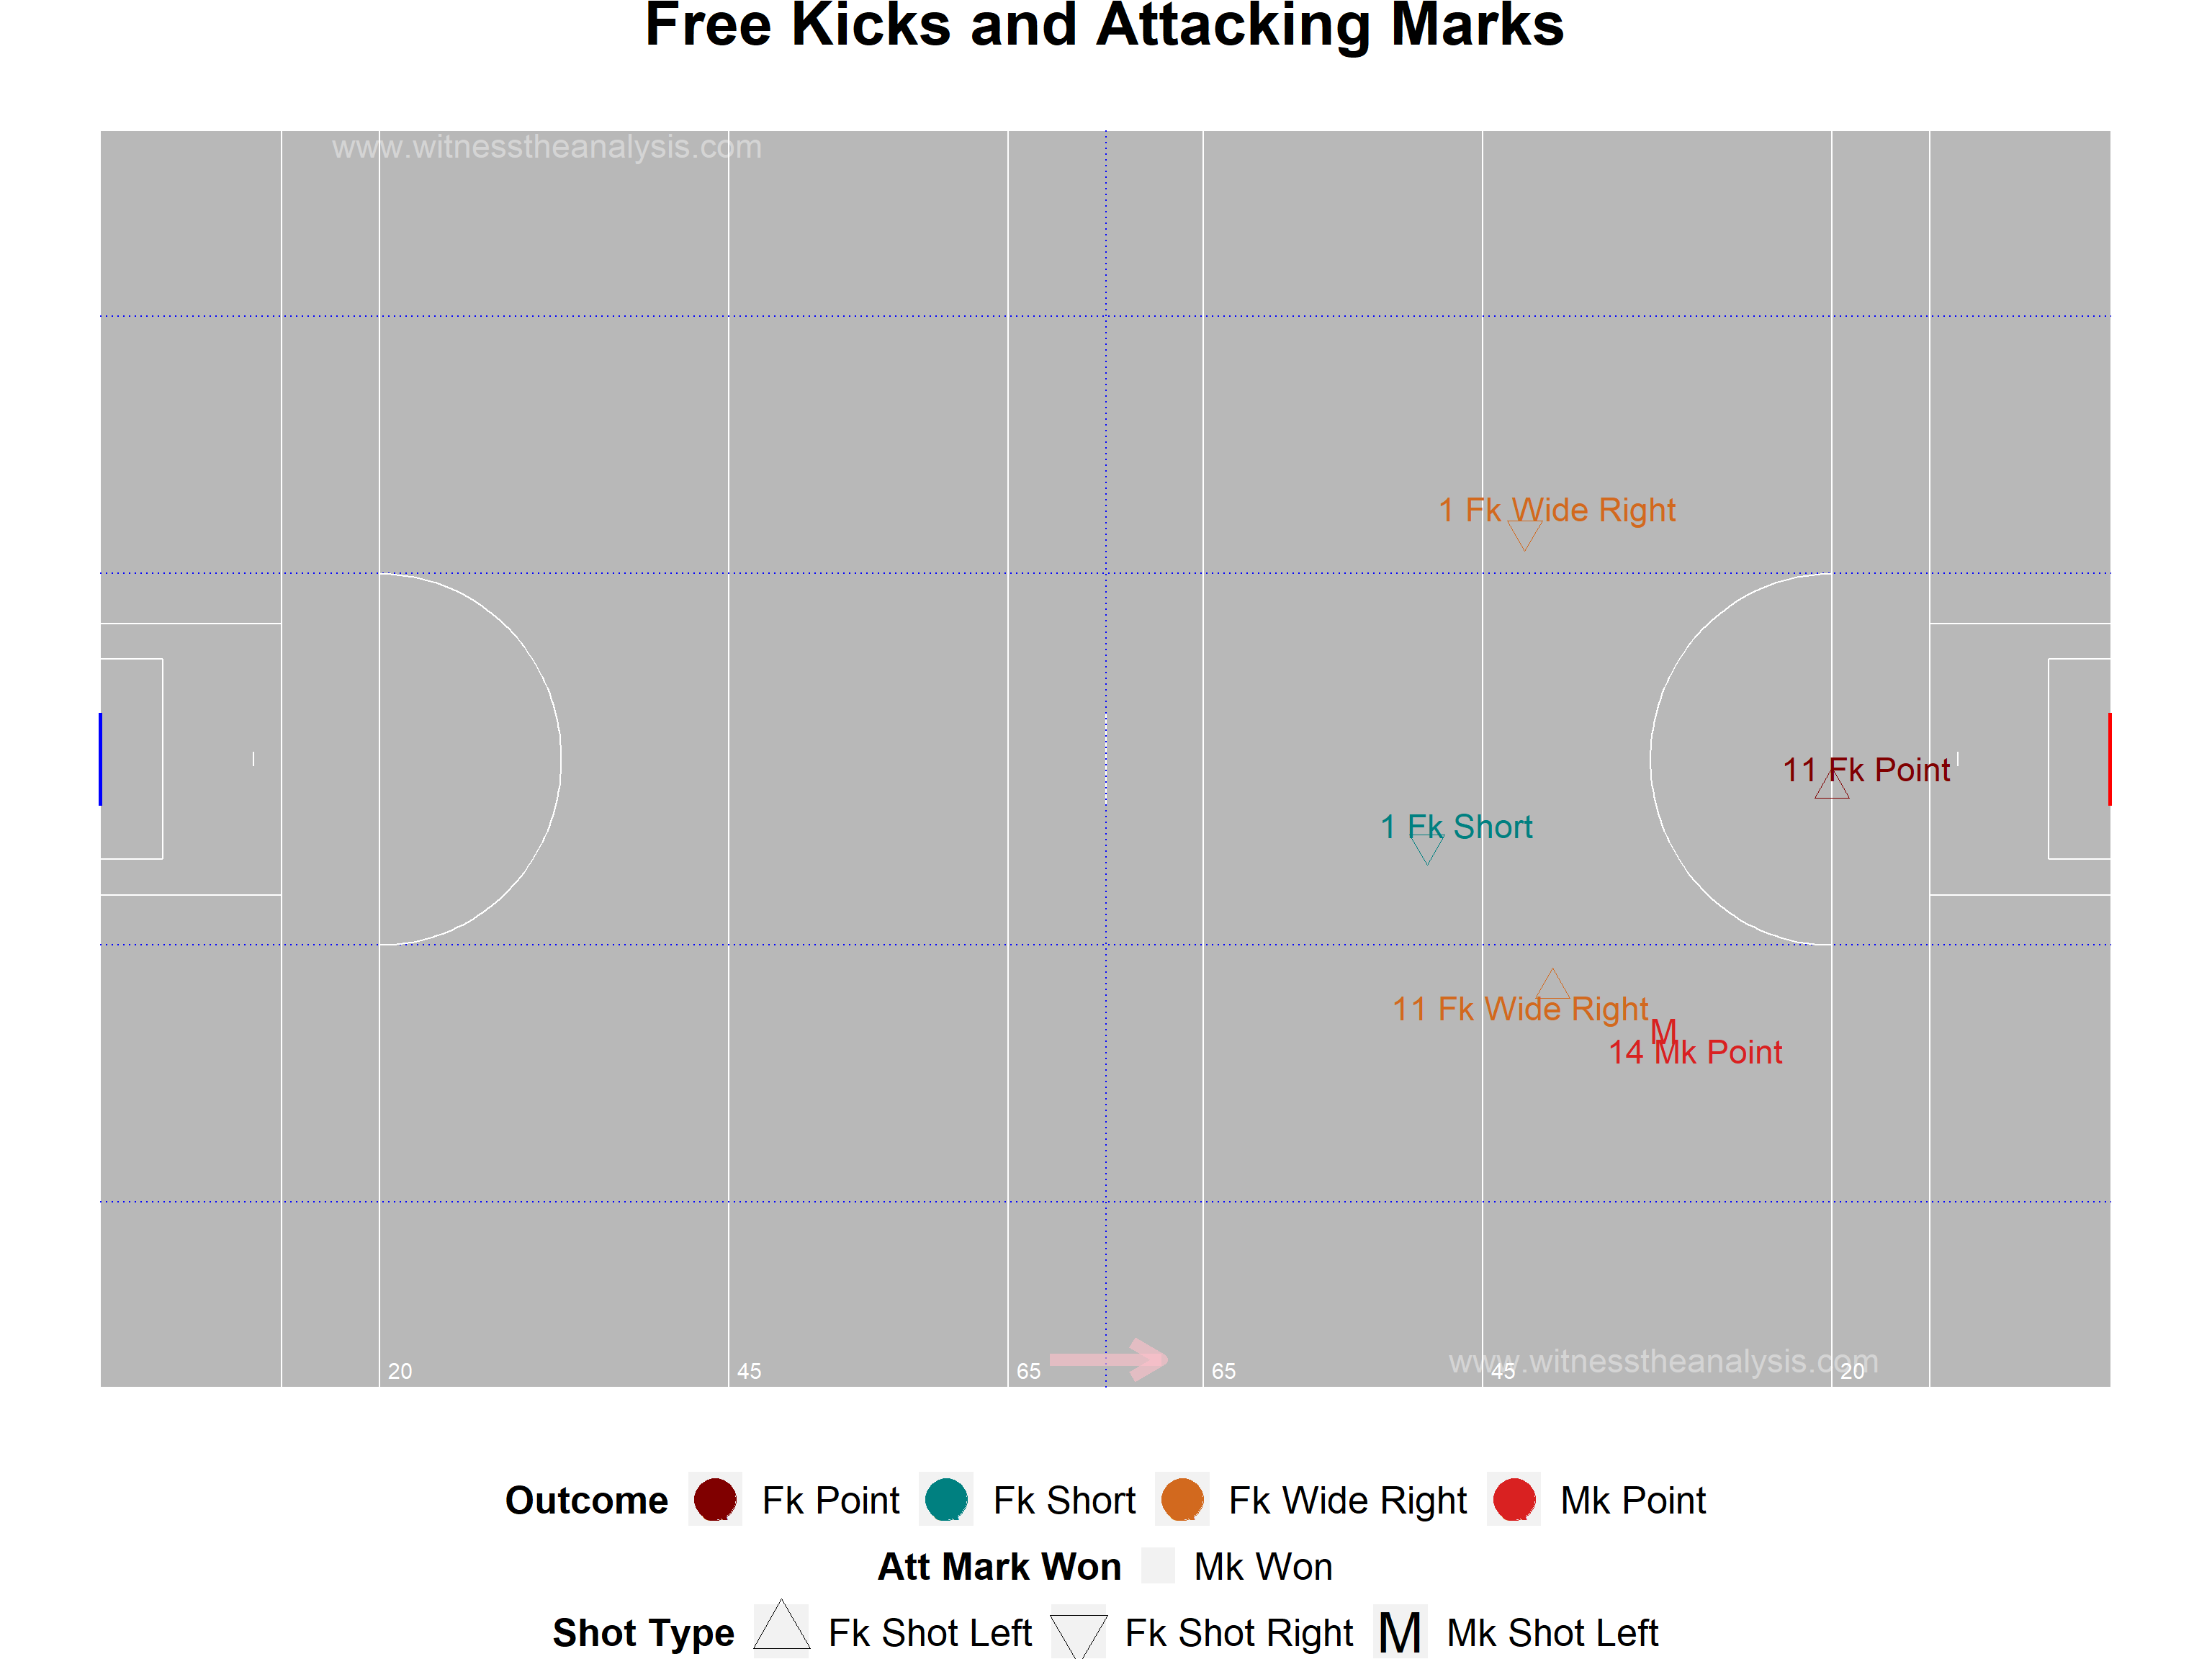 Free Kicks and Attacking Marks
www.witnesstheanalysis.com
1 Fk Wide Right
11 Fk Point
1 Fk Short
11 Fk Wide Right
M
14 Mk Point
www.witnesstheanalysis.com
20 45 65 65 45 20
Outcome Fk Point Fk Short Fk Wide Right Mk Point
Att Mark Won Mk Won
Shot Type Fk Shot Left Fk Shot Right M Mk Shot Left